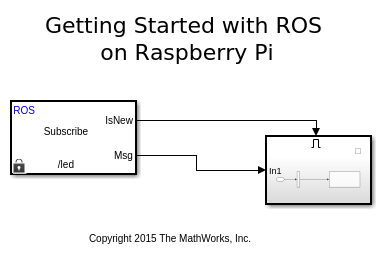 Getting Started with ROS
on Raspberry Pi
ROS
IsNew
Subscribe
Msg
/led
In1
Copyright 2015 The MathWorks, Inc.